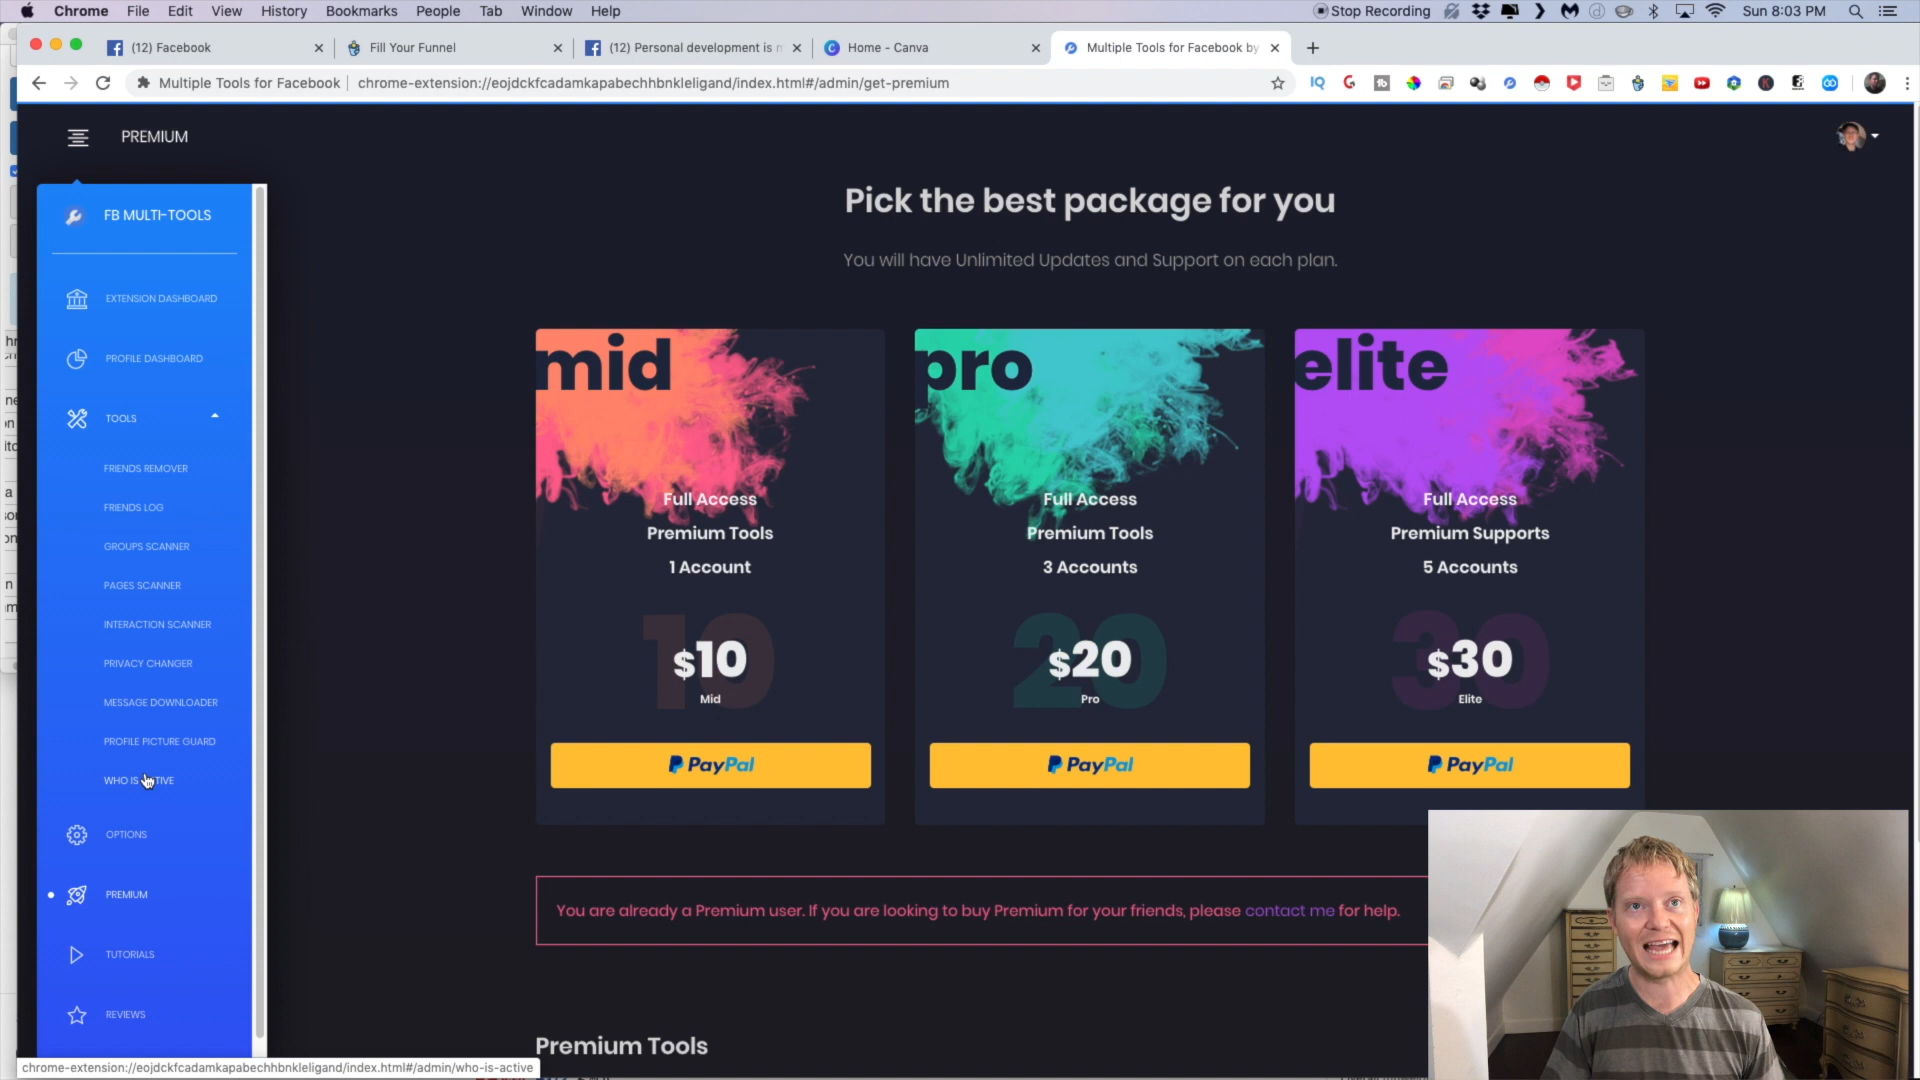 Chrome File Edit View History Bookmarks People Tab Window Help Stop Recording Sun 8:03 PM
(12) Facebook
Fill Your Funnel
(12) Personal development is m
Home - Canva
Multiple Tools for Facebook by
Multiple Tools for Facebook chrome-extension://eojdckfcadamkapabechhbnkleligand/index.html#/admin/get-premium
PREMIUM
FB MULTI-TOOLS
EXTENSION DASHBOARD
PROFILE DASHBOARD
TOOLS
FRIENDS REMOVER
FRIENDS LOG
GROUPS SCANNER
PAGES SCANNER
INTERACTION SCANNER
PRIVACY CHANGER
MESSAGE DOWNLOADER
PROFILE PICTURE GUARD
WHO IS
OPTIONS
PREMIUM
TUTORIALS
REVIEWS
Pick the best package for you
You will have Unlimited Updates and Support on each plan.
mid
Full Access
Premium Tools
1 Account
10
$10
Mid
PayPal
pro
Full Access
Premium Tools
3 Accounts
20
$20
Pro
PayPal
elite
Full Access
Premium Supports
5 Accounts
30
$30
Elite
PayPal
You are already a Premium user. If you are looking to buy Premium for your friends, please contact me for help.
Premium Tools
chrome-extension://eojdckfcadamkapabechhbnkleligand/index.html#/admin/who-is-active